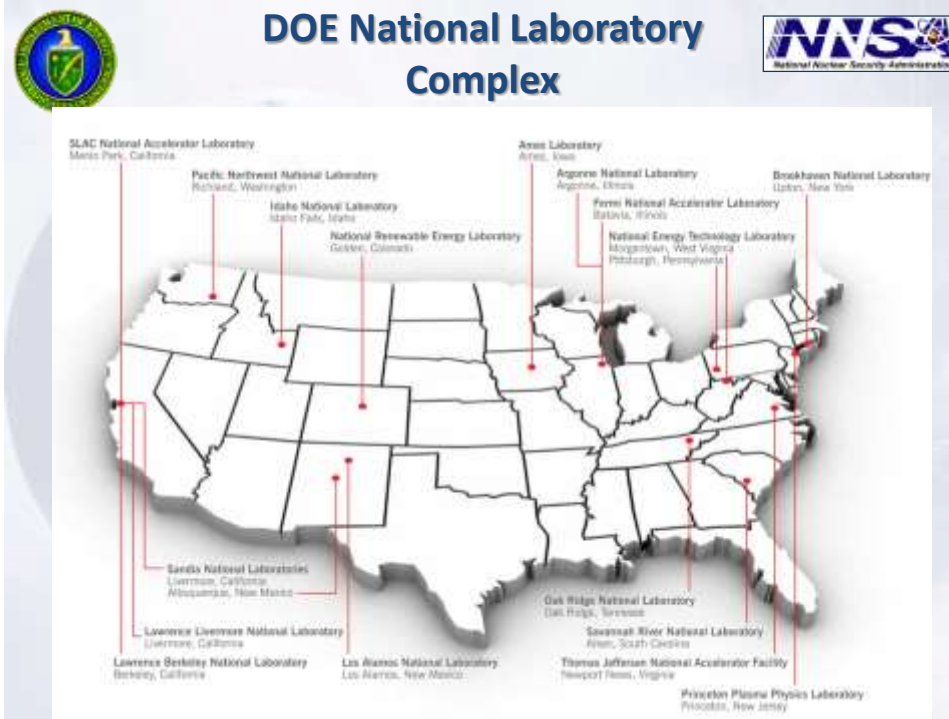 DOE National Laboratory
Complex
NNSA
National Nuclear Security Administration
SLAC National Accelerator Laboratory
Menlo Park, California
Pacific Northwest National Laboratory
Richland, Washington
Idaho National Laboratory
Idaho Falls, Idaho
National Renewable Energy Laboratory
Golden, Colorado
Ames Laboratory
Ames, Iowa
Argonne National Laboratory
Argonne, Illinois
Fermi National Accelerator Laboratory
Batavia, Illinois
National Energy Technology Laboratory
Morgantown, West Virginia
Pittsburgh, Pennsylvania
Brookhaven National Laboratory
Upton, New York
Sandia National Laboratories
Livermore, California
Albuquerque, New Mexico
Lawrence Livermore National Laboratory
Livermore, California
Lawrence Berkeley National Laboratory
Berkeley, California
Los Alamos National Laboratory
Los Alamos, New Mexico
Oak Ridge National Laboratory
Oak Ridge, Tennessee
Savannah River National Laboratory
Aiken, South Carolina
Thomas Jefferson National Accelerator Facility
Newport News, Virginia
Princeton Plasma Physics Laboratory
Princeton, New Jersey